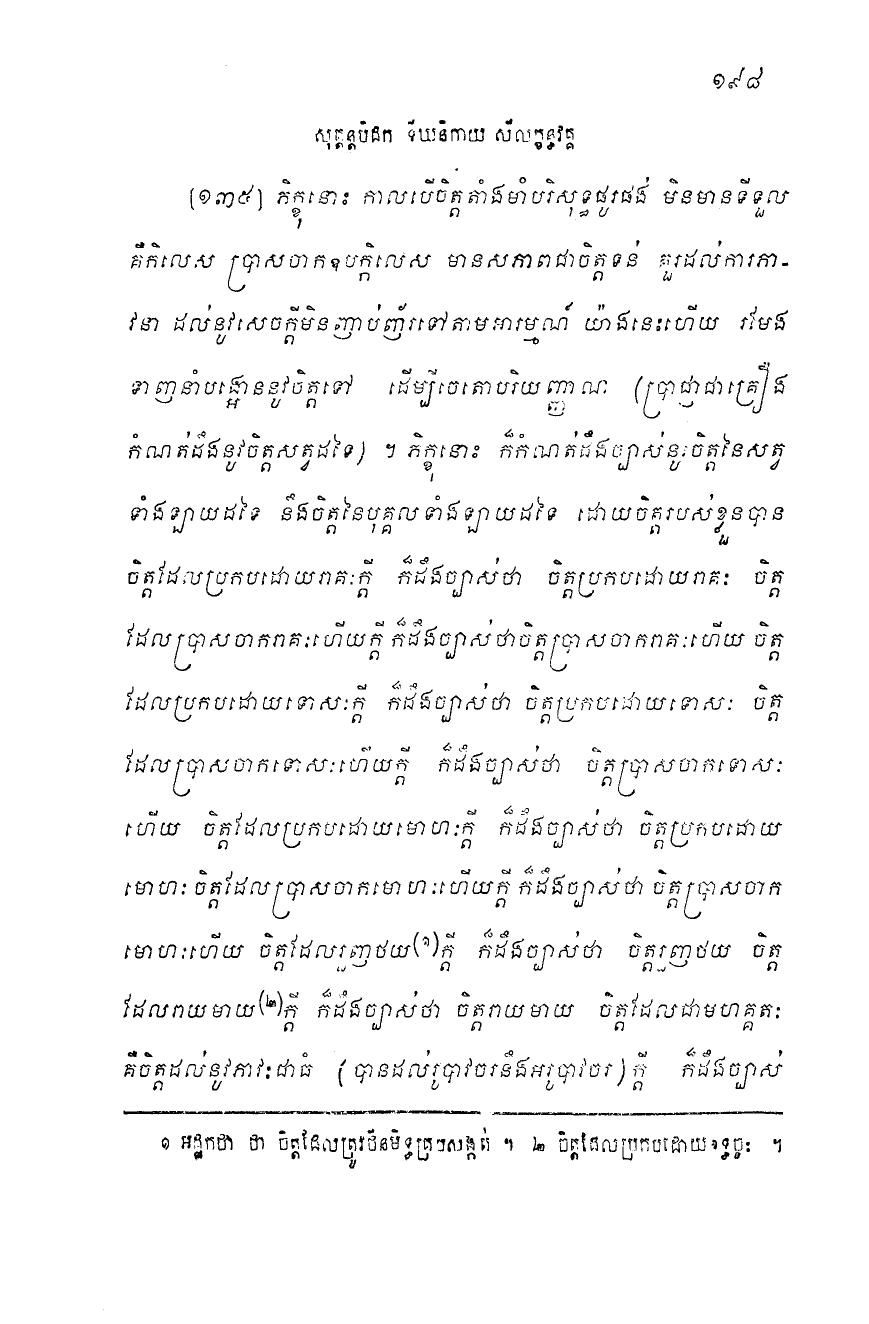 ១៩៨
សុត្តន្តបិដក ទីឃនិកាយ សីលក្ខន្ធវគ្គ
[១៣៥] ភិក្ខុនោះ កាលបើចិត្តតាំងមាំបរិសុទ្ធផូរផង់ មិនមានទីទួល
គឺកិលេស ប្រាសចាកឧបក្កិលេស មានសភាពជាចិត្តទន់ គួរដល់ការភា-
វនា ដល់នូវសេចក្តីមិនញាប់ញ័រទៅតាមអារម្មណ៍ យ៉ាងនេះហើយ រមែង
ទាញនាំបង្អោននូវចិត្តទៅ ដើម្បីចេតោបរិយញ្ញាណ (ប្រាជ្ញាជាគ្រឿង
កំណត់ដឹងនូវចិត្តសត្វដទៃ) ។ ភិក្ខុនោះ ក៏កំណត់ដឹងច្បាស់នូវចិត្តនៃសត្វ
ទាំងឡាយដទៃ នឹងចិត្តនៃបុគ្គលទាំងឡាយដទៃ ដោយចិត្តរបស់ខ្លួនបាន
ចិត្តដែលប្រកបដោយរាគៈក្តី ក៏ដឹងច្បាស់ថា ចិត្តប្រកបដោយរាគៈ ចិត្ត
ដែលប្រាសចាករាគៈហើយក្តី ក៏ដឹងច្បាស់ថាចិត្តប្រាសចាករាគៈហើយ ចិត្ត
ដែលប្រកបដោយទោសៈក្តី ក៏ដឹងច្បាស់ថា ចិត្តប្រកបដោយទោសៈ ចិត្ត
ដែលប្រាសចាកទោសៈហើយក្តី ក៏ដឹងច្បាស់ថា ចិត្តប្រាសចាកទោសៈ
ហើយ ចិត្តដែលប្រកបដោយមោហៈក្តី ក៏ដឹងច្បាស់ថា ចិត្តប្រកបដោយ
មោហៈ ចិត្តដែលប្រាសចាកមោហៈហើយក្តី ក៏ដឹងច្បាស់ថា ចិត្តប្រាសចាក
មោហៈហើយ ចិត្តដែលរួញថយ(១)ក្តី ក៏ដឹងច្បាស់ថា ចិត្តរួញថយ ចិត្ត
ដែលរាយមាយ(២)ក្តី ក៏ដឹងច្បាស់ថា ចិត្តរាយមាយ ចិត្តដែលជាមហគ្គតៈ
គឺចិត្តដល់នូវភាវៈជាធំ (បានដល់រូបាវចរនឹងអរូបាវចរ) ក្តី ក៏ដឹងច្បាស់
១ អដ្ឋកថា ថា ចិត្តដែលត្រូវថីនមិទ្ធគ្របសង្កត់ ។ ២ ចិត្តដែលប្រកបដោយឧទ្ធច្ចៈ ។